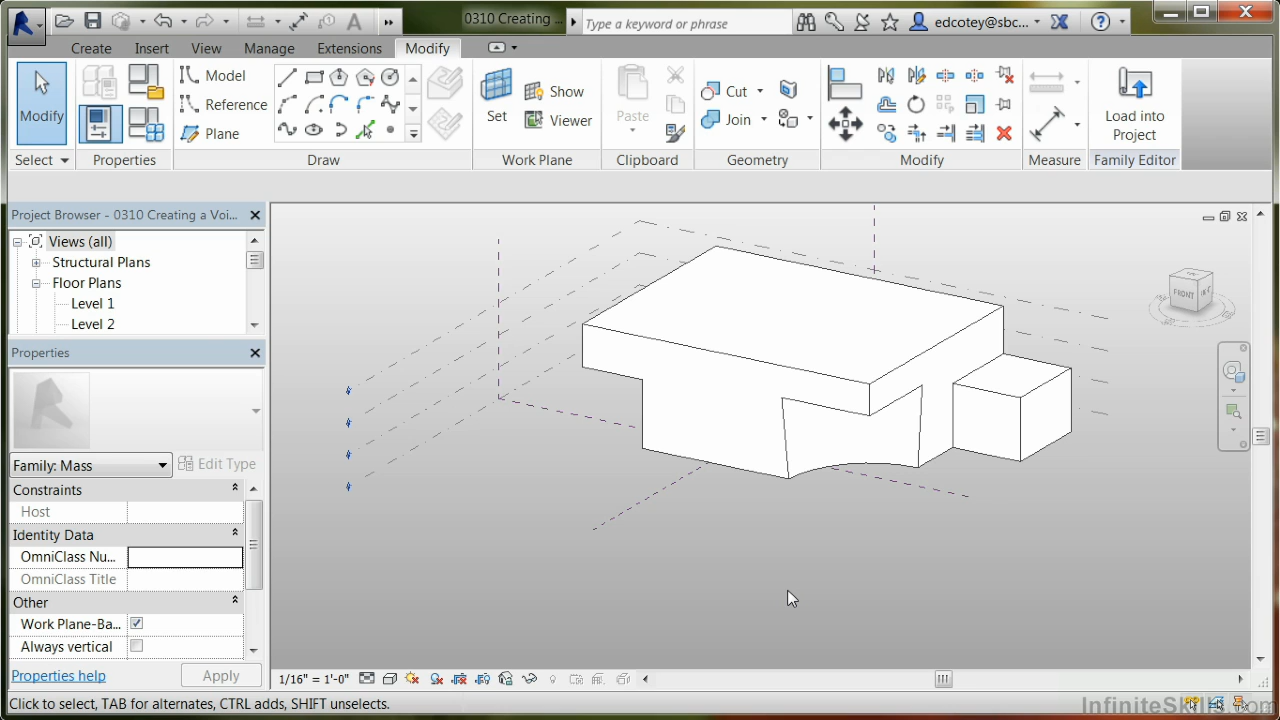 0310 Creating ...
Type a keyword or phrase
edcotey@sbc...
Create Insert View Manage Extensions Modify
Modify
Model
Reference
Plane
Set
Show
Viewer
Paste
Cut
Join
Load into
Project
Select Properties Draw Work Plane Clipboard Geometry Modify Measure Family Editor
Project Browser - 0310 Creating a Voi...
Views (all)
Structural Plans
Floor Plans
Level 1
Level 2
Properties
Family: Mass
Edit Type
Constraints
Host
Identity Data
OmniClass Nu...
OmniClass Title
Other
Work Plane-Ba...
Always vertical
Properties help
Apply
FRONT
1/16" = 1'-0"
Click to select, TAB for alternates, CTRL adds, SHIFT unselects.
InfiniteSkills.com